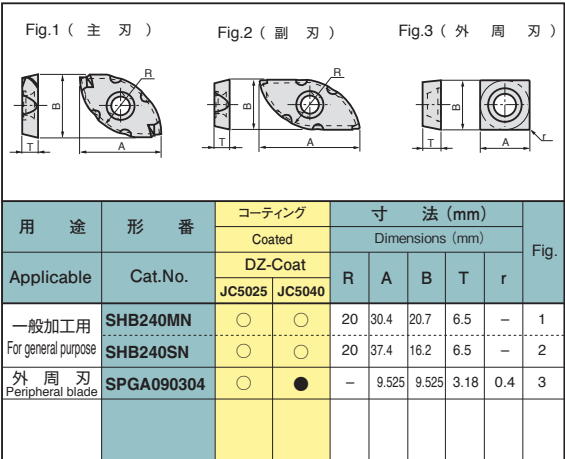 Fig.1 ( 主 刃 )
Fig.2 ( 副 刃 )
Fig.3 ( 外 周 刃 )
R
B
T
A
R
B
T
A
B
T
A
r
用 途
形 番
コーティング
寸 法 (mm)
Fig.
Coated
Dimensions (mm)
Applicable
Cat.No.
DZ-Coat
R A B T r
JC5025 JC5040
一般加工用
For general purpose
SHB240MN ○ ○ 20 30.4 20.7 6.5 – 1
SHB240SN ○ ○ 20 37.4 16.2 6.5 – 2
外 周 刃
Peripheral blade
SPGA090304 ○ ● – 9.525 9.525 3.18 0.4 3